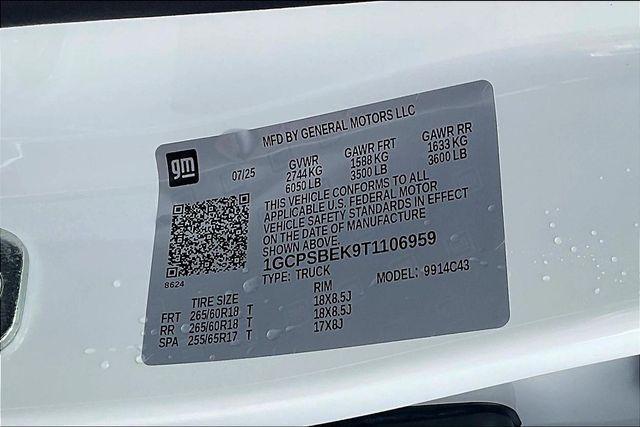 MFD BY GENERAL MOTORS LLC
gm
07/25
GVWR GAWR FRT GAWR RR
2744 KG 1588 KG 1633 KG
6050 LB 3500 LB 3600 LB
THIS VEHICLE CONFORMS TO ALL
APPLICABLE U.S. FEDERAL MOTOR
VEHICLE SAFETY STANDARDS IN EFFECT
ON THE DATE OF MANUFACTURE
SHOWN ABOVE.
1GCPSBEK9T1106959
TYPE: TRUCK MODEL: 9914C43
8624
TIRE SIZE RIM
FRT 265/60R18 T 18X8.5J
RR 265/60R18 T 18X8.5J
SPA 255/65R17 T 17X8J